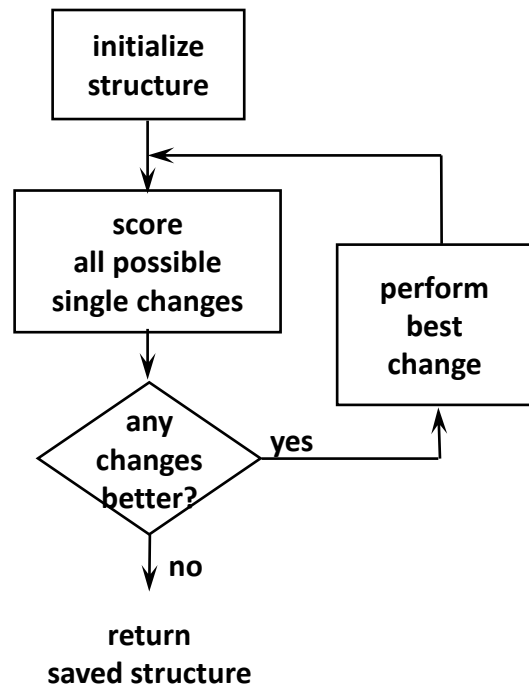 initialize
structure
score
all possible
single changes
perform
best
change
any
changes
better?
yes
no
return
saved structure